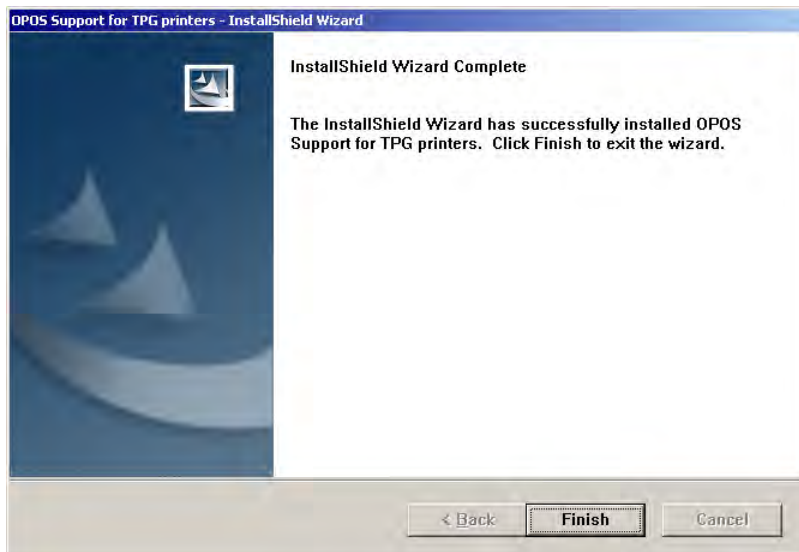 OPOS Support for TPG printers - InstallShield Wizard
InstallShield Wizard Complete
The InstallShield Wizard has successfully installed OPOS
Support for TPG printers. Click Finish to exit the wizard.
< Back Finish Cancel